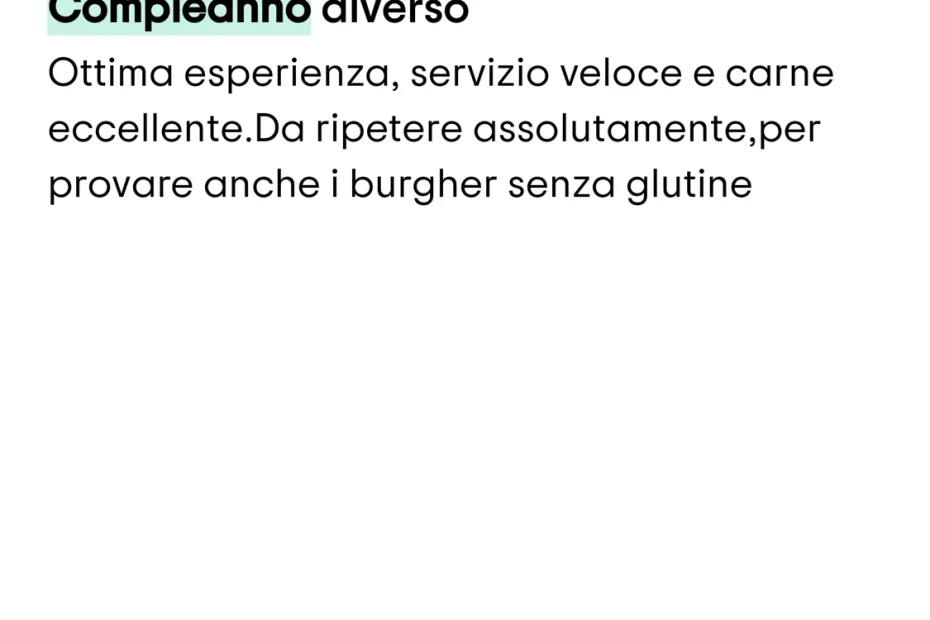 Compleanno diverso
Ottima esperienza, servizio veloce e carne
eccellente.Da ripetere assolutamente,per
provare anche i burgher senza glutine